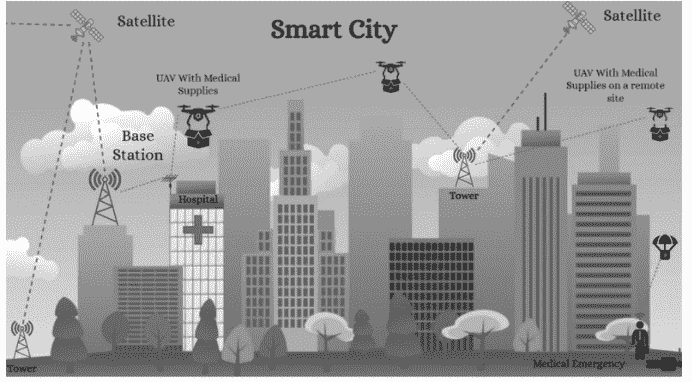 Satellite
Smart City
Satellite
UAV With Medical
Supplies
UAV With Medical
Supplies on a remote
site
Base
Station
Hospital
Tower
Tower
Medical Emergency